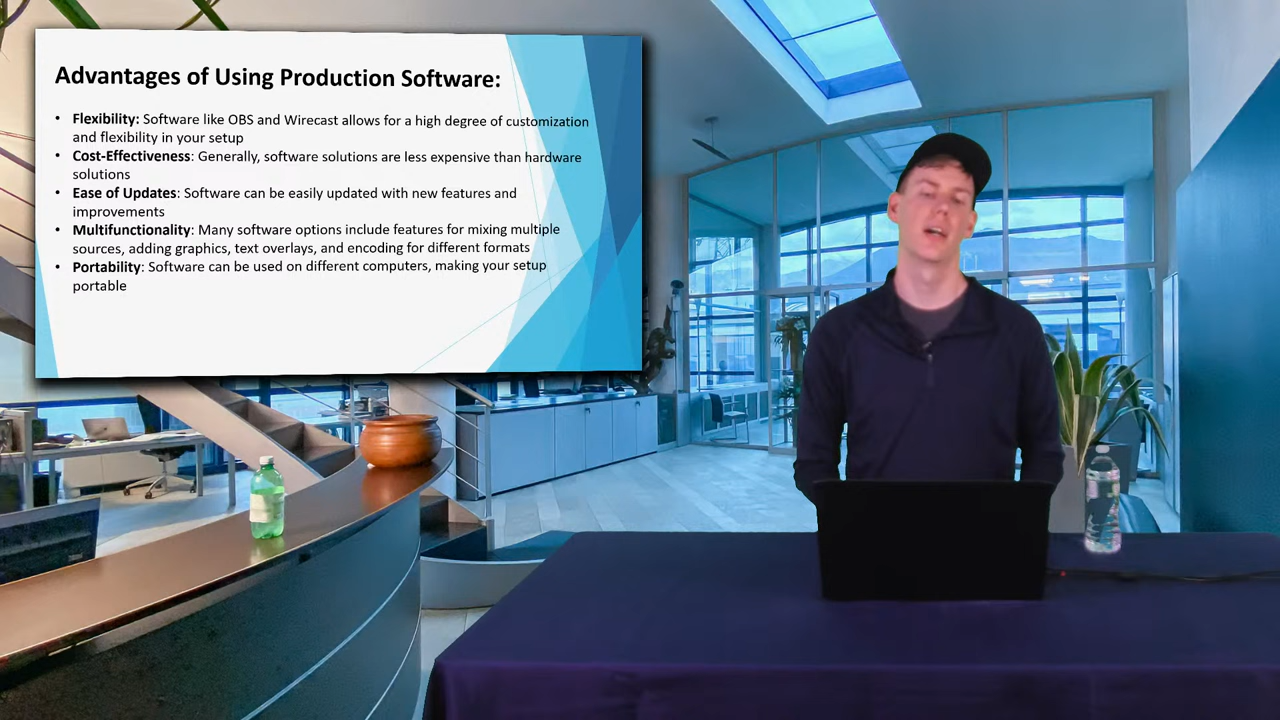 Advantages of Using Production Software:
• Flexibility: Software like OBS and Wirecast allows for a high degree of customization
and flexibility in your setup
• Cost-Effectiveness: Generally, software solutions are less expensive than hardware
solutions
• Ease of Updates: Software can be easily updated with new features and
improvements
• Multifunctionality: Many software options include features for mixing multiple
sources, adding graphics, text overlays, and encoding for different formats
• Portability: Software can be used on different computers, making your setup
portable